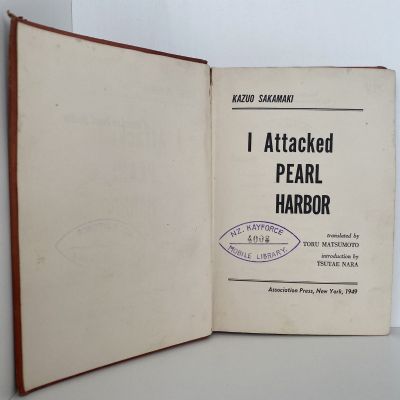 KAZUO SAKAMAKI
I Attacked
PEARL
HARBOR
translated by
TORU MATSUMOTO
introduction by
TSUYAE NARA
N.Z. KAYFORCE
4008
MOBILE LIBRARY.
Association Press, New York, 1949